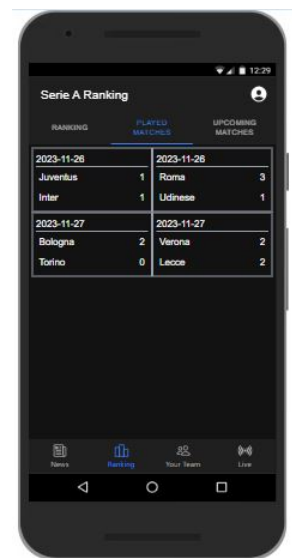 12:29
Serie A Ranking
RANKING
PLAYED
MATCHES
UPCOMING
MATCHES
2023-11-26
Juventus 1
Inter 1
2023-11-26
Roma 3
Udinese 1
2023-11-27
Bologna 2
Torino 0
2023-11-27
Verona 2
Lecce 2
News
Ranking
Your Team
Live